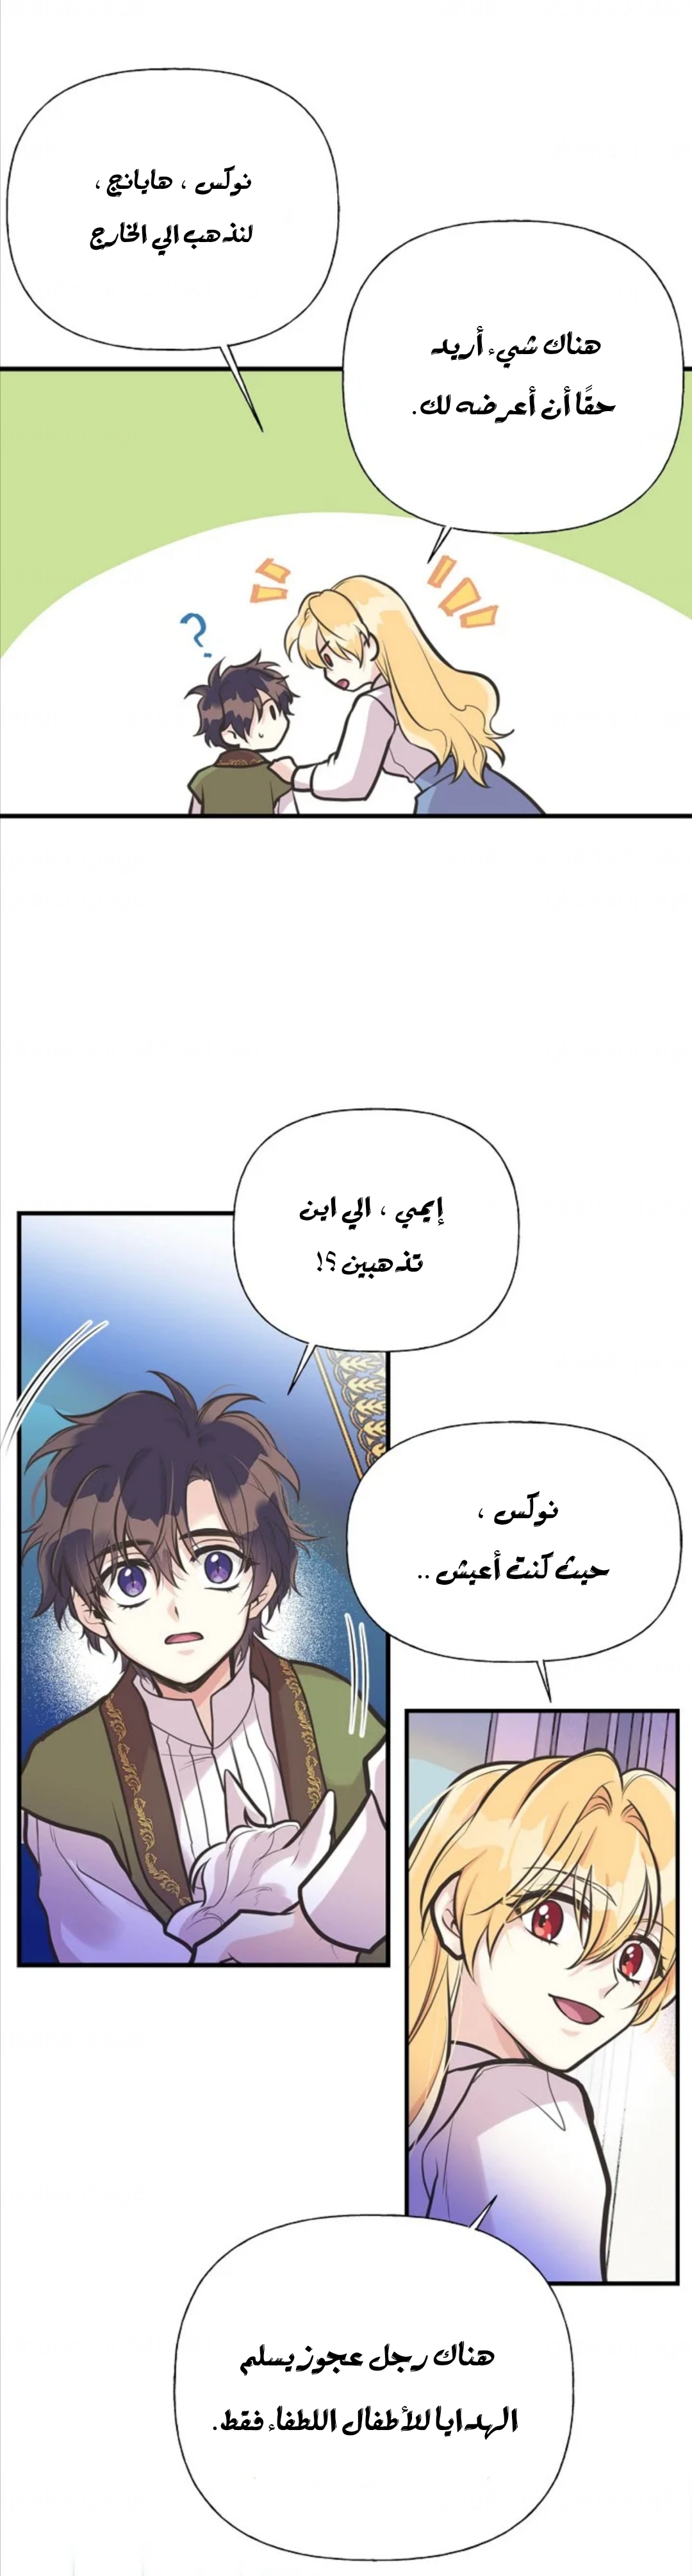 نوكس ، هايانج ،
لنذهب الي الخارج
هناك شيء أريد
حقًا أن أعرضه لك.
?
إيمي ، الي اين
تذهبين ؟!
نوكس ،
حيث كنت أعيش ..
هناك رجل عجوز يسلم
الهدايا للأطفال اللطفاء فقط.